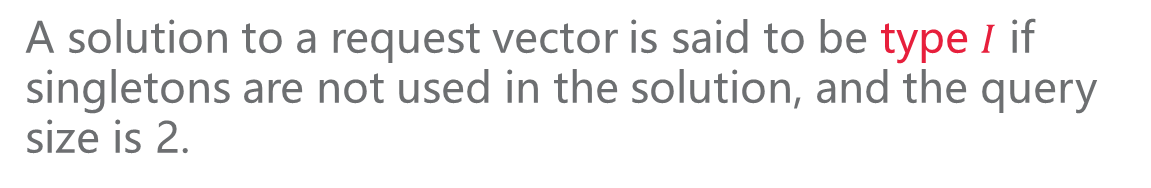 A solution to a request vector is said to be type I if
singletons are not used in the solution, and the query
size is 2.